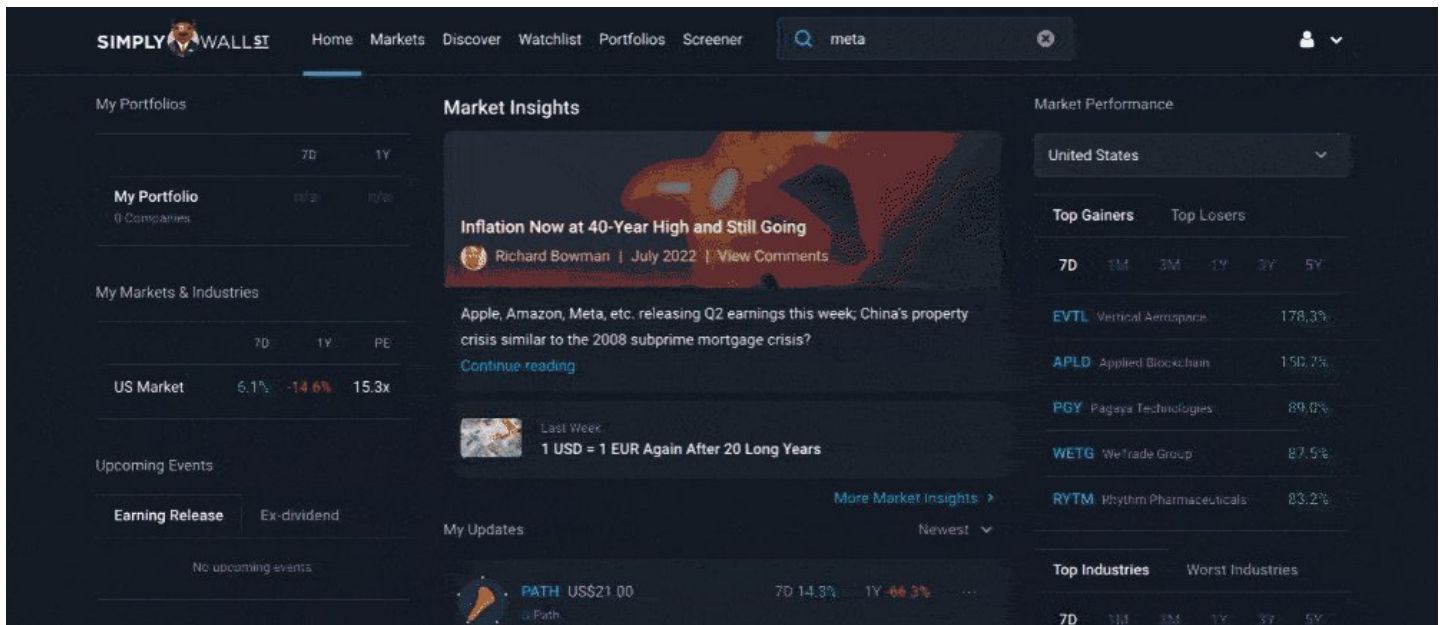 SIMPLY WALL ST
Home Markets Discover Watchlist Portfolios Screener
meta
My Portfolios
7D 1Y
My Portfolio n/a n/a
0 Companies
My Markets & Industries
7D 1Y PE
US Market 6.1% -14.6% 15.3x
Upcoming Events
Earning Release Ex-dividend
No upcoming events
Market Insights
Inflation Now at 40-Year High and Still Going
Richard Bowman | July 2022 | View Comments
Apple, Amazon, Meta, etc. releasing Q2 earnings this week; China's property
crisis similar to the 2008 subprime mortgage crisis?
Continue reading
Last Week
1 USD = 1 EUR Again After 20 Long Years
More Market Insights
My Updates Newest
PATH US$21.00 7D 14.3% 1Y -66.3%
Path
Market Performance
United States
Top Gainers Top Losers
7D 1M 3M 1Y 3Y 5Y
EVTL Vertical Aerospace 178.3%
APLD Applied Blockchain 150.7%
PGY Pagaya Technologies 89.0%
WETG WeTrade Group 87.5%
RYTM Rhythm Pharmaceuticals 83.2%
Top Industries Worst Industries
7D 1M 3M 1Y 3Y 5Y